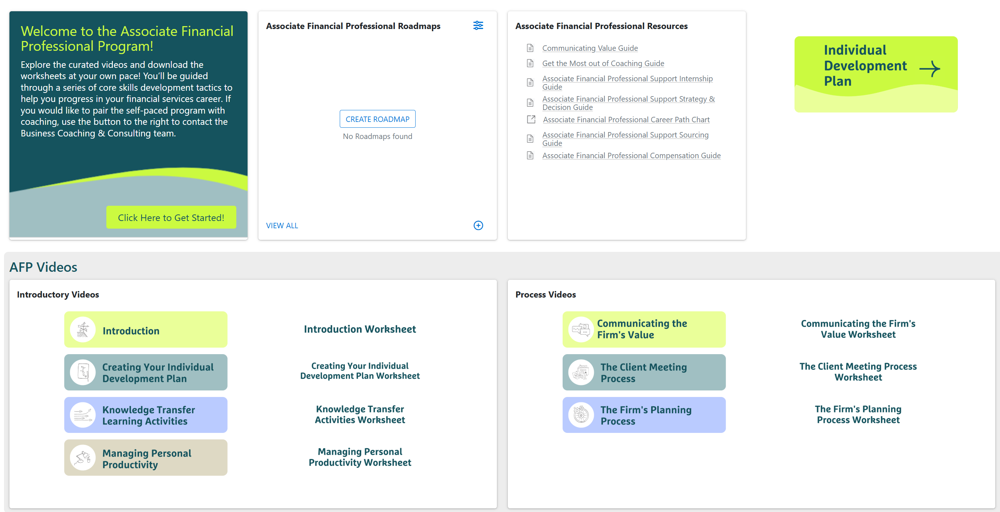 Welcome to the Associate Financial
Professional Program!
Explore the curated videos and download the
worksheets at your own pace! You’ll be guided
through a series of core skills development tactics to
help you progress in your financial services career. If
you would like to pair the self-paced program with
coaching, use the button to the right to contact the
Business Coaching & Consulting team.
Click Here to Get Started!
Associate Financial Professional Roadmaps
CREATE ROADMAP
No Roadmaps found
VIEW ALL
Associate Financial Professional Resources
Communicating Value Guide
Get the Most out of Coaching Guide
Associate Financial Professional Support Internship
Guide
Associate Financial Professional Support Strategy &
Decision Guide
Associate Financial Professional Career Path Chart
Associate Financial Professional Support Sourcing
Guide
Associate Financial Professional Compensation Guide
Individual
Development
Plan
AFP Videos
Introductory Videos
Introduction
Introduction Worksheet
Creating Your Individual
Development Plan
Creating Your Individual
Development Plan Worksheet
Knowledge Transfer
Learning Activities
Knowledge Transfer
Activities Worksheet
Managing Personal
Productivity
Managing Personal
Productivity Worksheet
Process Videos
Communicating the
Firm's Value
Communicating the Firm's
Value Worksheet
The Client Meeting
Process
The Client Meeting Process
Worksheet
The Firm's Planning
Process
The Firm's Planning
Process Worksheet